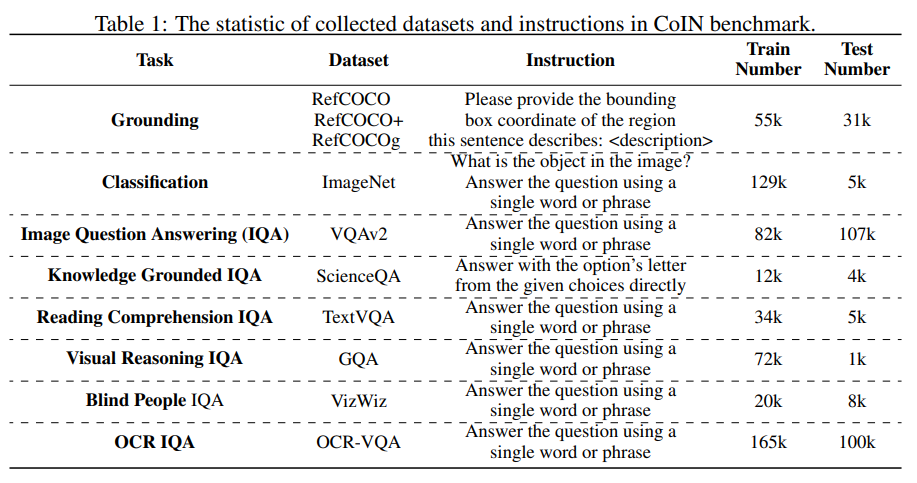 Table 1: The statistic of collected datasets and instructions in CoIN benchmark.
Task Dataset Instruction Train Number Test Number
Grounding RefCOCO RefCOCO+ RefCOCOg Please provide the bounding box coordinate of the region this sentence describes: <description> 55k 31k
Classification ImageNet What is the object in the image? Answer the question using a single word or phrase 129k 5k
Image Question Answering (IQA) VQAv2 Answer the question using a single word or phrase 82k 107k
Knowledge Grounded IQA ScienceQA Answer with the option's letter from the given choices directly 12k 4k
Reading Comprehension IQA TextVQA Answer the question using a single word or phrase 34k 5k
Visual Reasoning IQA GQA Answer the question using a single word or phrase 72k 1k
Blind People IQA VizWiz Answer the question using a single word or phrase 20k 8k
OCR IQA OCR-VQA Answer the question using a single word or phrase 165k 100k